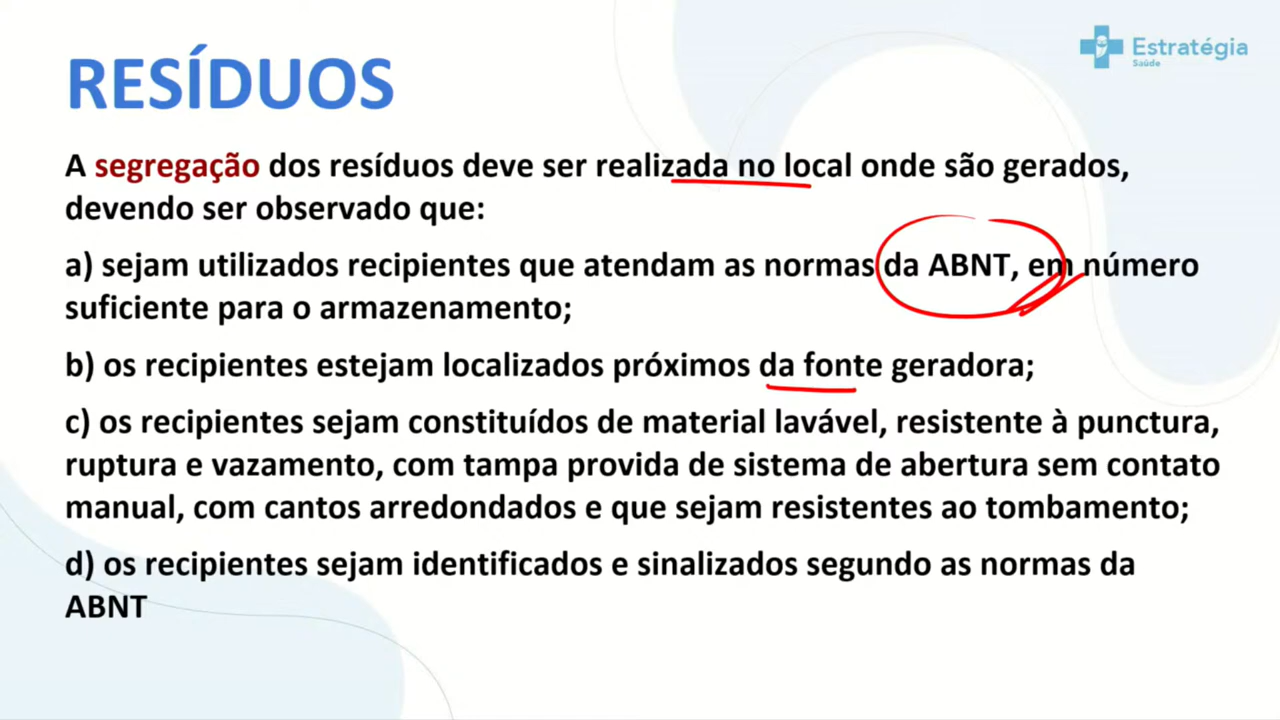 RESÍDUOS
Estratégia
Saúde
A segregação dos resíduos deve ser realizada no local onde são gerados,
devendo ser observado que:
a) sejam utilizados recipientes que atendam as normas da ABNT, em número
suficiente para o armazenamento;
b) os recipientes estejam localizados próximos da fonte geradora;
c) os recipientes sejam constituídos de material lavável, resistente à punctura,
ruptura e vazamento, com tampa provida de sistema de abertura sem contato
manual, com cantos arredondados e que sejam resistentes ao tombamento;
d) os recipientes sejam identificados e sinalizados segundo as normas da
ABNT